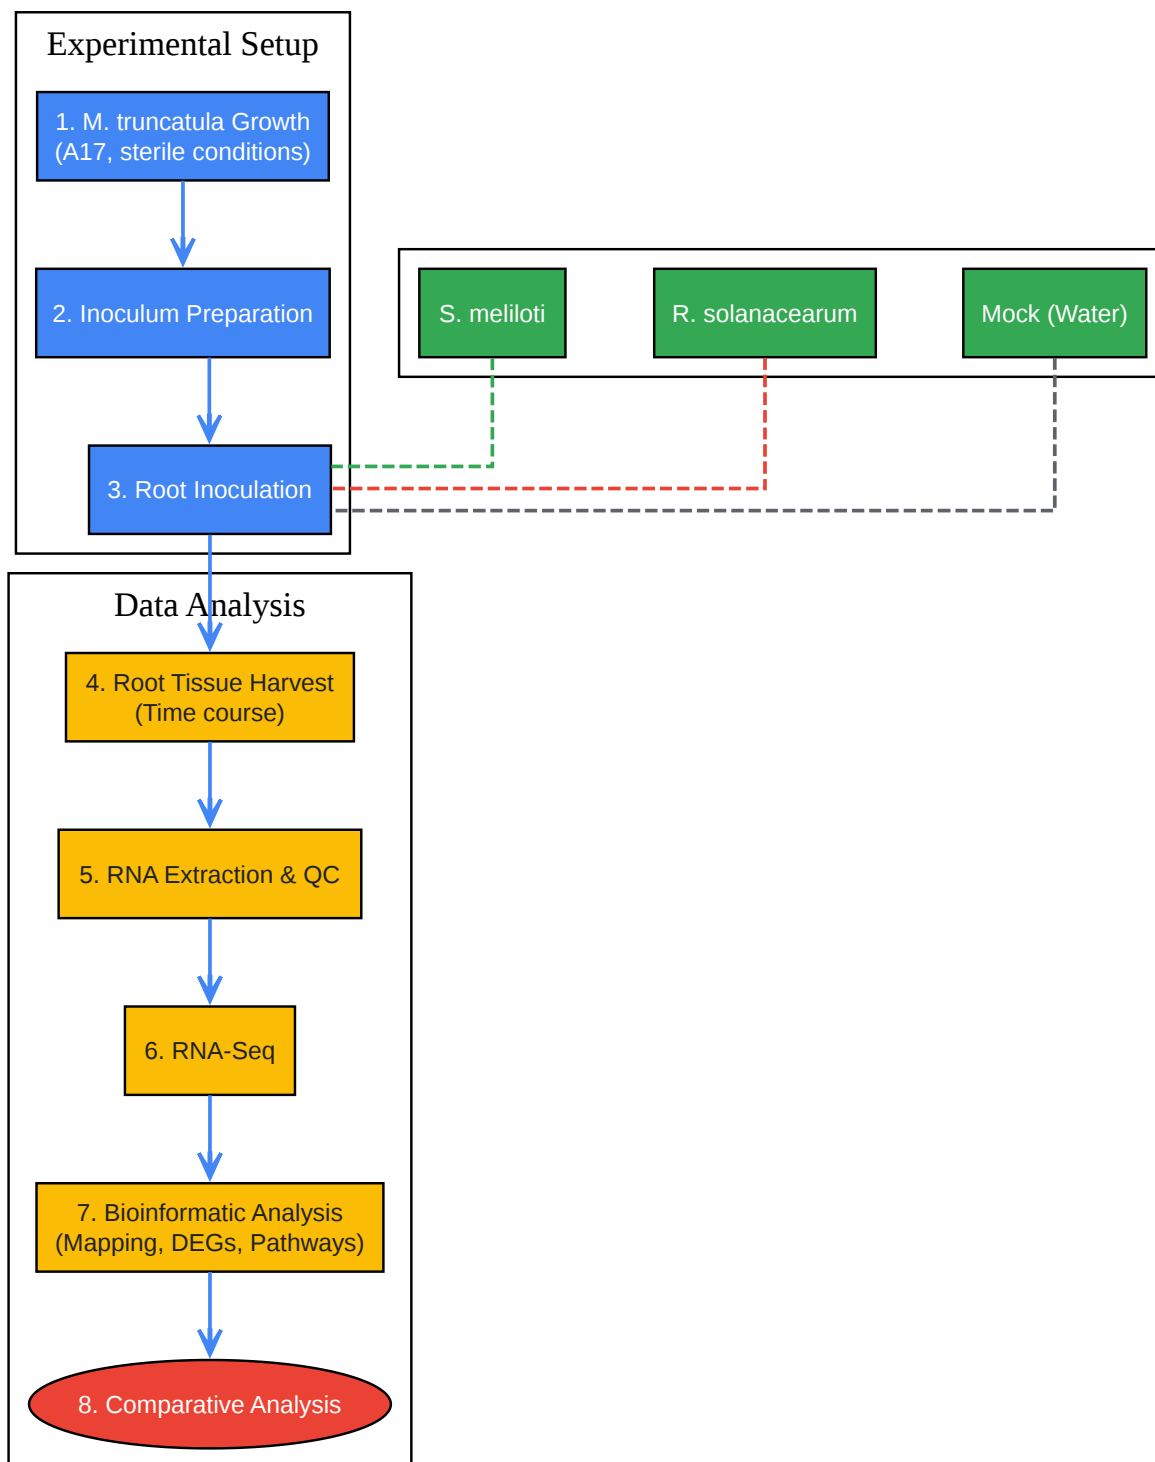 Experimental Setup
1. M. truncatula Growth
(A17, sterile conditions)
2. Inoculum Preparation
S. meliloti
R. solanacearum
Mock (Water)
3. Root Inoculation
Data Analysis
4. Root Tissue Harvest
(Time course)
5. RNA Extraction & QC
6. RNA-Seq
7. Bioinformatic Analysis
(Mapping, DEGs, Pathways)
8. Comparative Analysis